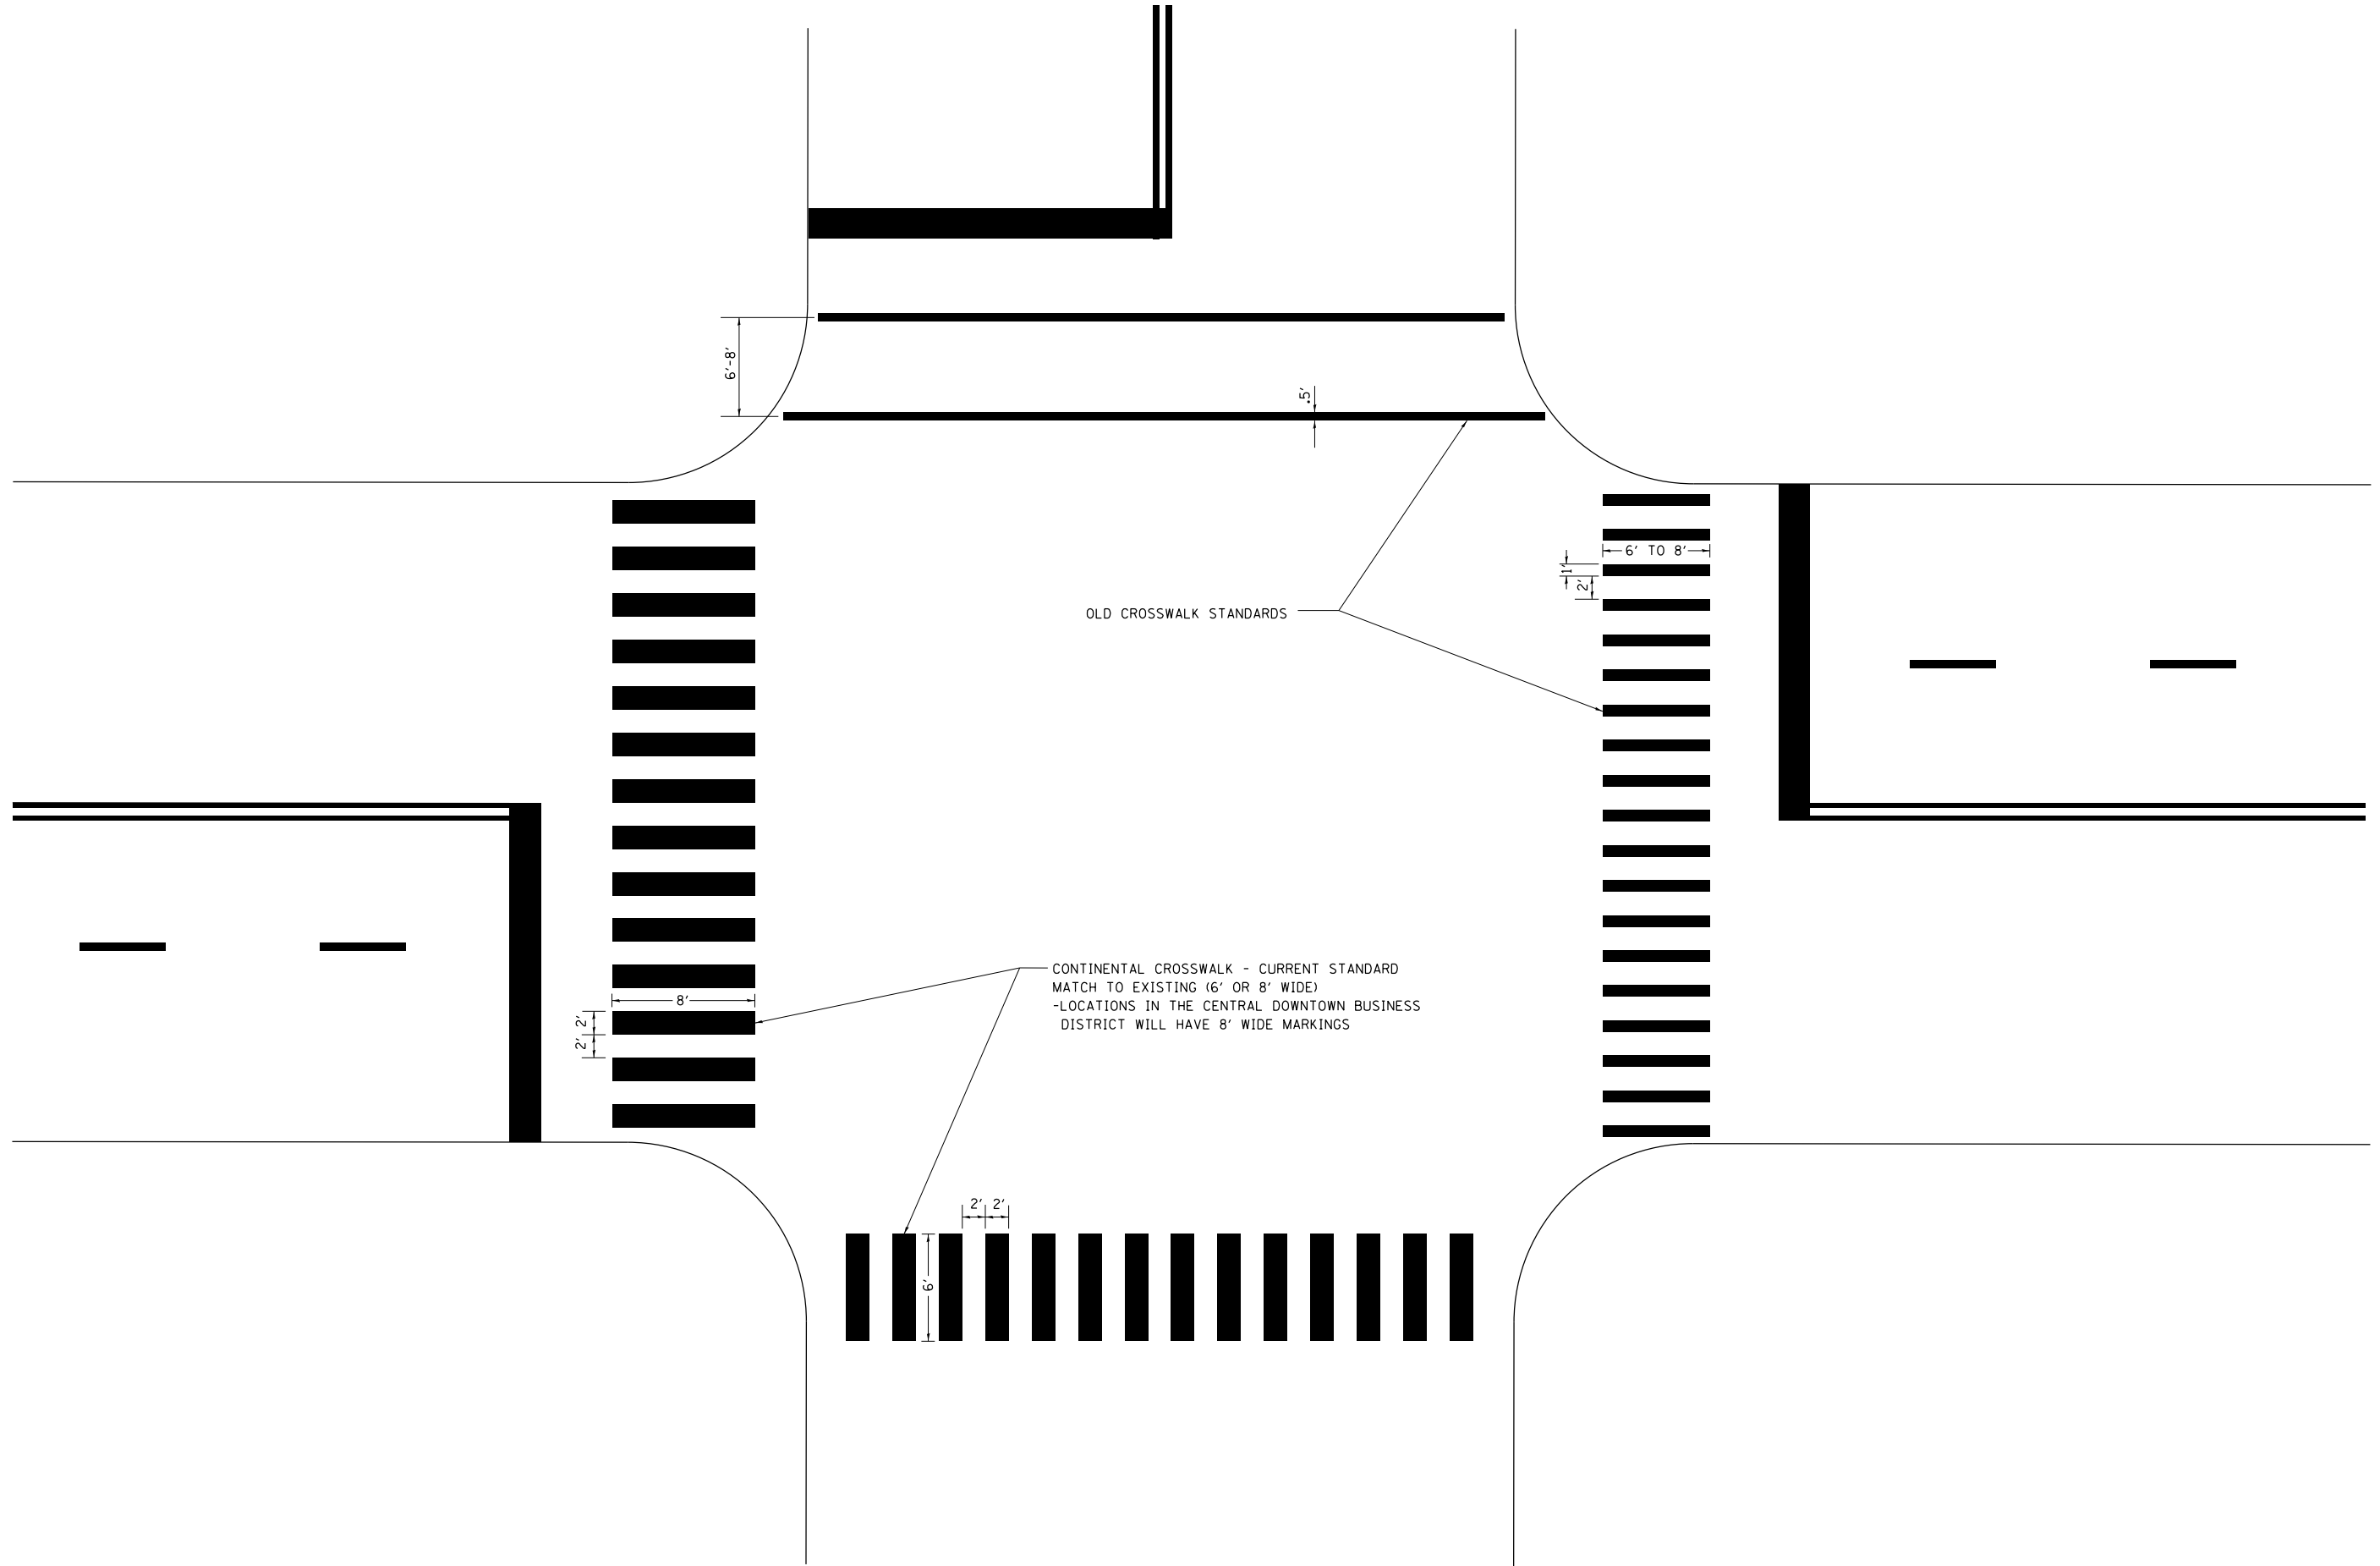 6'-8'
.5'
6' TO 8'
1'
2'
OLD CROSSWALK STANDARDS
CONTINENTAL CROSSWALK - CURRENT STANDARD
MATCH TO EXISTING (6' OR 8' WIDE)
-LOCATIONS IN THE CENTRAL DOWNTOWN BUSINESS
DISTRICT WILL HAVE 8' WIDE MARKINGS
8'
2'
2'
2' 2'
6'